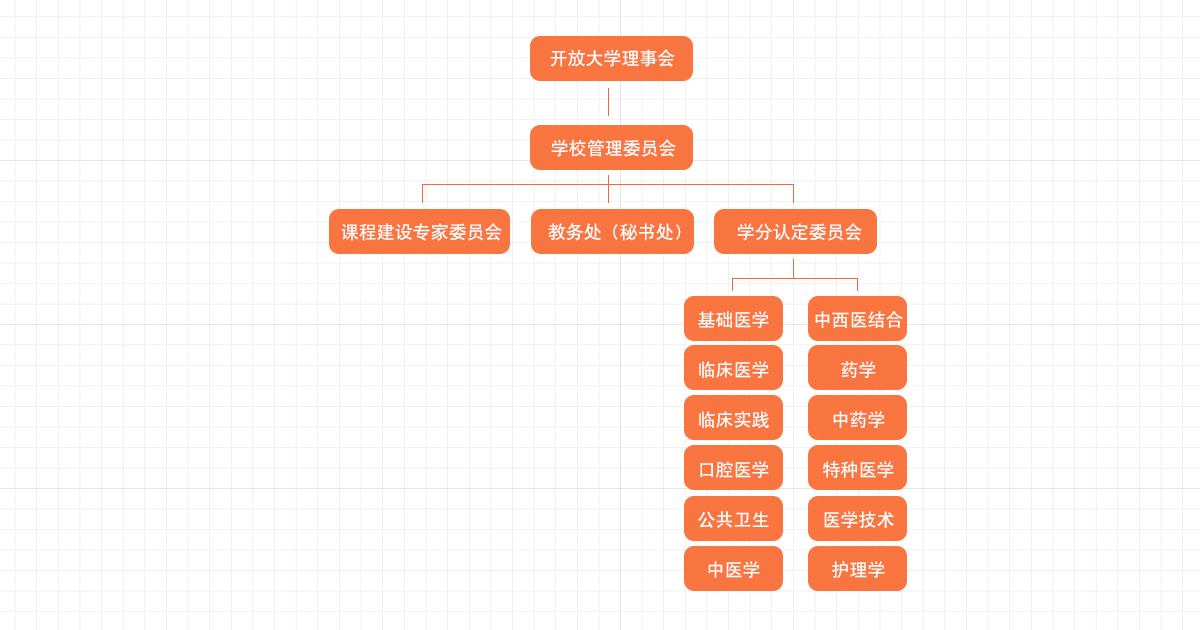 开放大学理事会
学校管理委员会
课程建设专家委员会
教务处（秘书处）
学分认定委员会
基础医学
中西医结合
临床医学
药学
临床实践
中药学
口腔医学
特种医学
公共卫生
医学技术
中医学
护理学